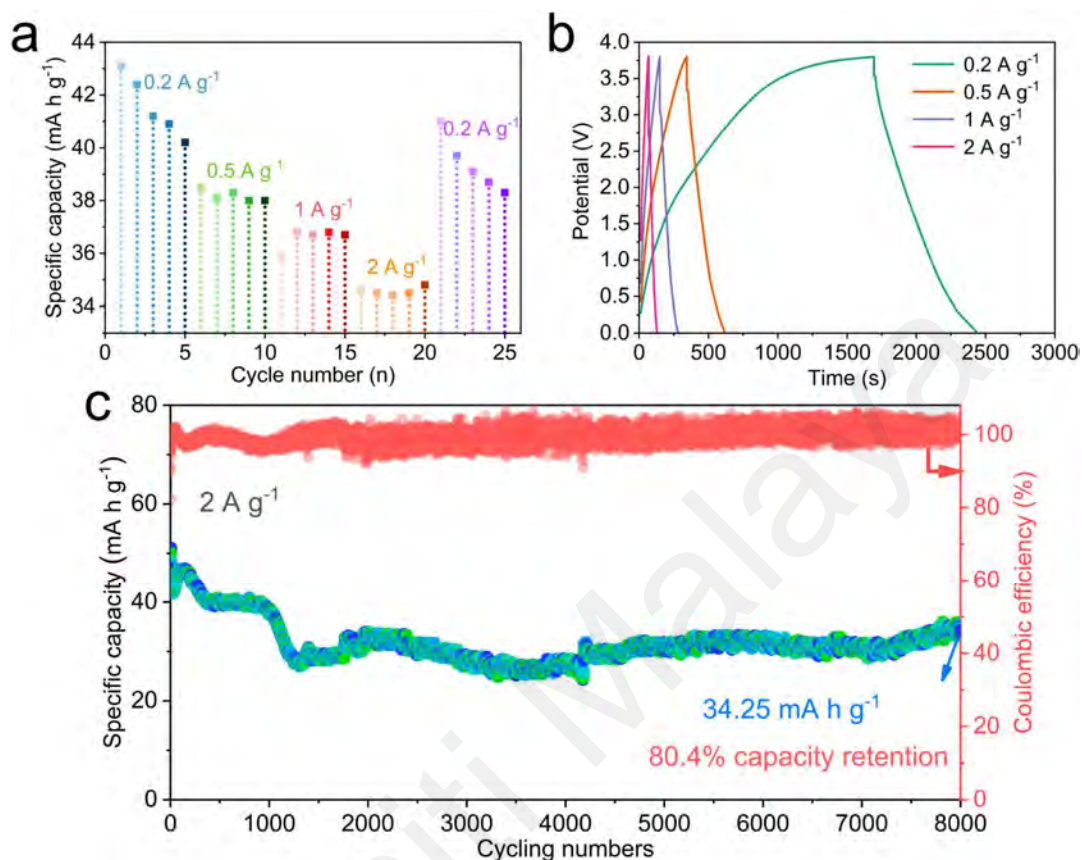 a
44
42
40
38
36
34
0
5
10
15
20
25
Specific capacity (mA h g⁻¹)
Cycle number (n)
0.2 A g⁻¹
0.5 A g⁻¹
1 A g⁻¹
2 A g⁻¹
0.2 A g⁻¹
b
4.0
3.5
3.0
2.5
2.0
1.5
1.0
0.5
0.0
0
500
1000
1500
2000
2500
3000
Potential (V)
Time (s)
0.2 A g⁻¹
0.5 A g⁻¹
1 A g⁻¹
2 A g⁻¹
c
80
60
40
20
0
Specific capacity (mA h g⁻¹)
2 A g⁻¹
34.25 mA h g⁻¹
80.4% capacity retention
100
80
60
40
20
0
Coulombic efficiency (%)
0
1000
2000
3000
4000
5000
6000
7000
8000
Cycling numbers
iti Malaya